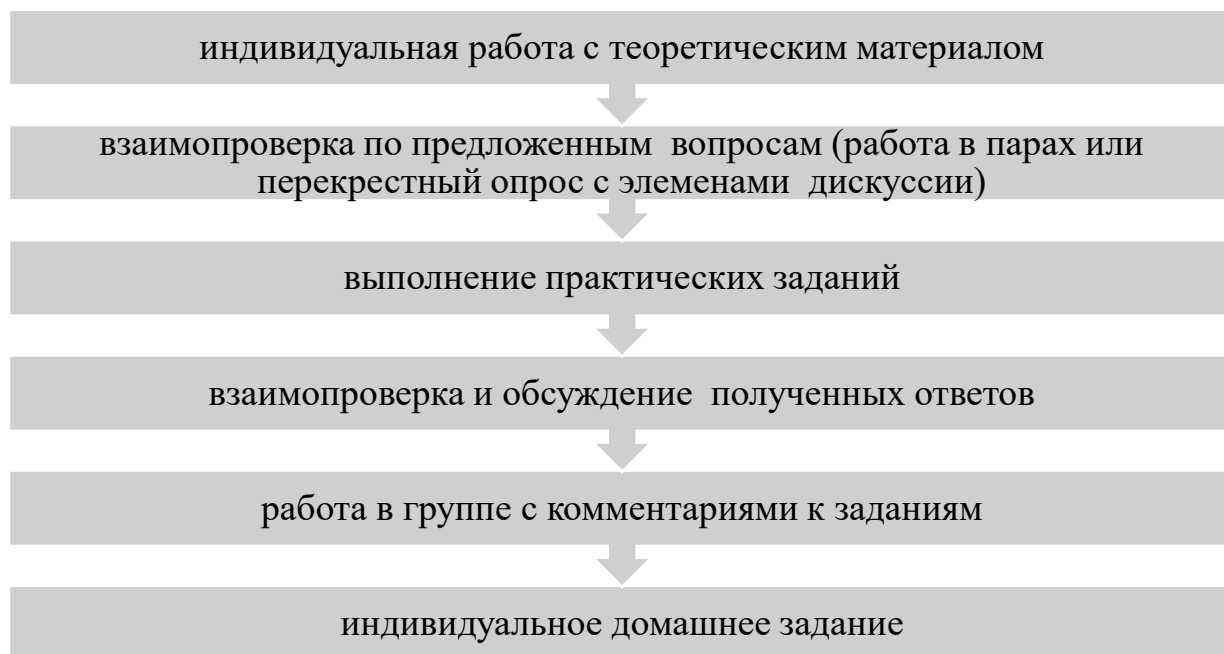 индивидуальная работа с теоретическим материалом
взаимопроверка по предложенным вопросам (работа в парах или
перекрестный опрос с элеменами дискуссии)
выполнение практических заданий
взаимопроверка и обсуждение полученных ответов
работа в группе с комментариями к заданиям
индивидуальное домашнее задание